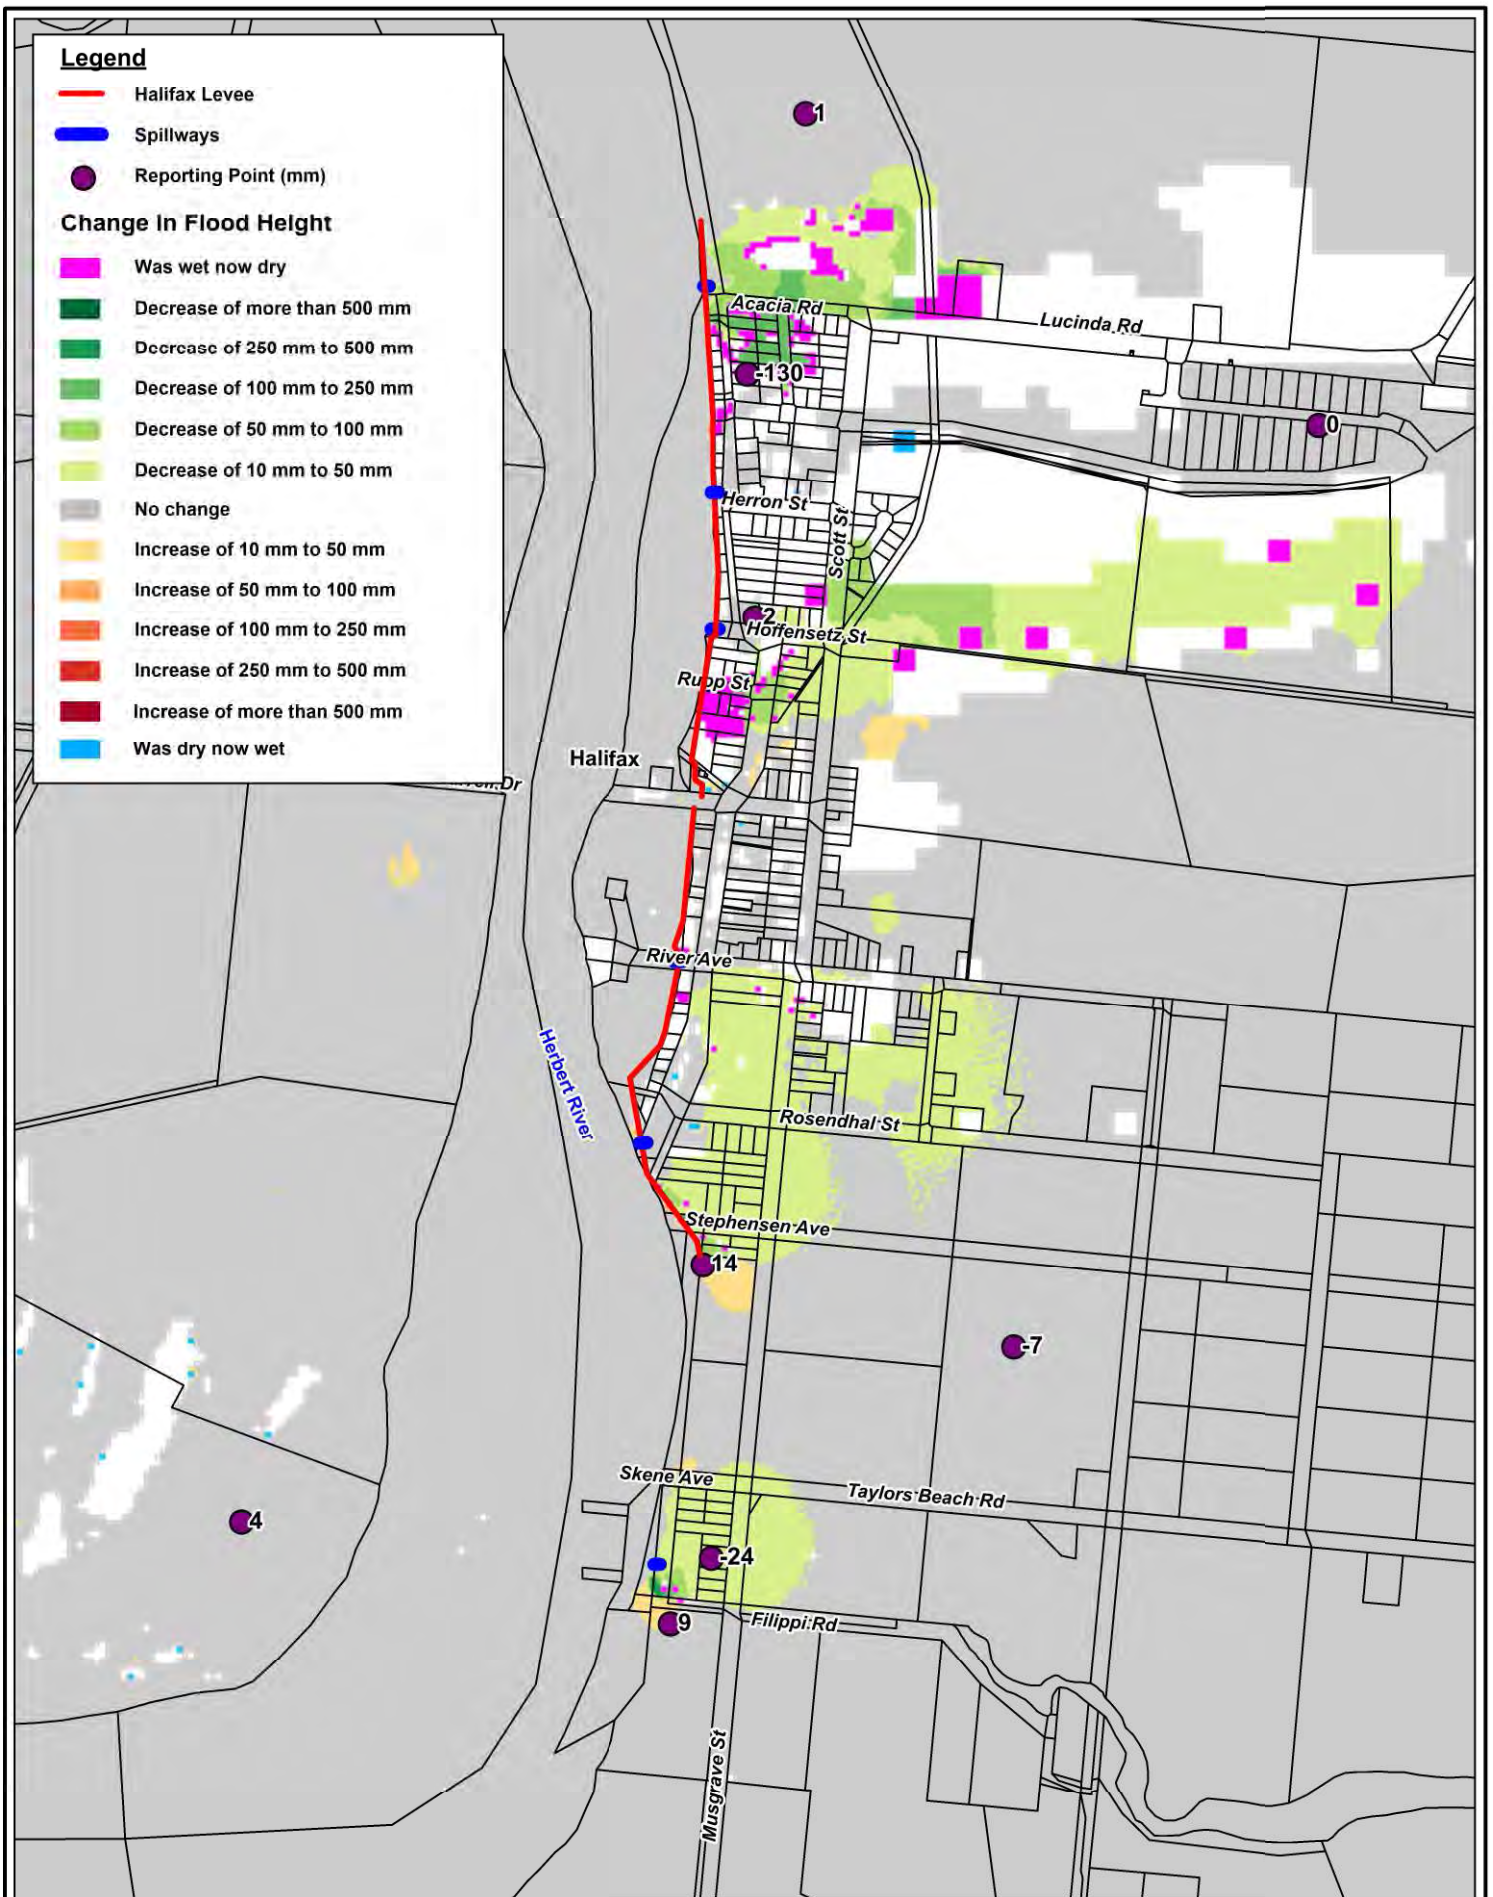 Legend
Halifax Levee
Spillways
Reporting Point (mm)
Change In Flood Height
Was wet now dry
Decrease of more than 500 mm
Decrease of 250 mm to 500 mm
Decrease of 100 mm to 250 mm
Decrease of 50 mm to 100 mm
Decrease of 10 mm to 50 mm
No change
Increase of 10 mm to 50 mm
Increase of 50 mm to 100 mm
Increase of 100 mm to 250 mm
Increase of 250 mm to 500 mm
Increase of more than 500 mm
Was dry now wet
1
Acacia Rd
Lucinda Rd
-130
0
Herron St
Scott St
2
Hoffensetz St
Rupp St
Halifax
Dr
River Ave
Herbert River
Rosendhal St
Stephensen Ave
14
-7
Skene Ave
Taylors Beach Rd
4
-24
9
Filippi Rd
Musgrave St